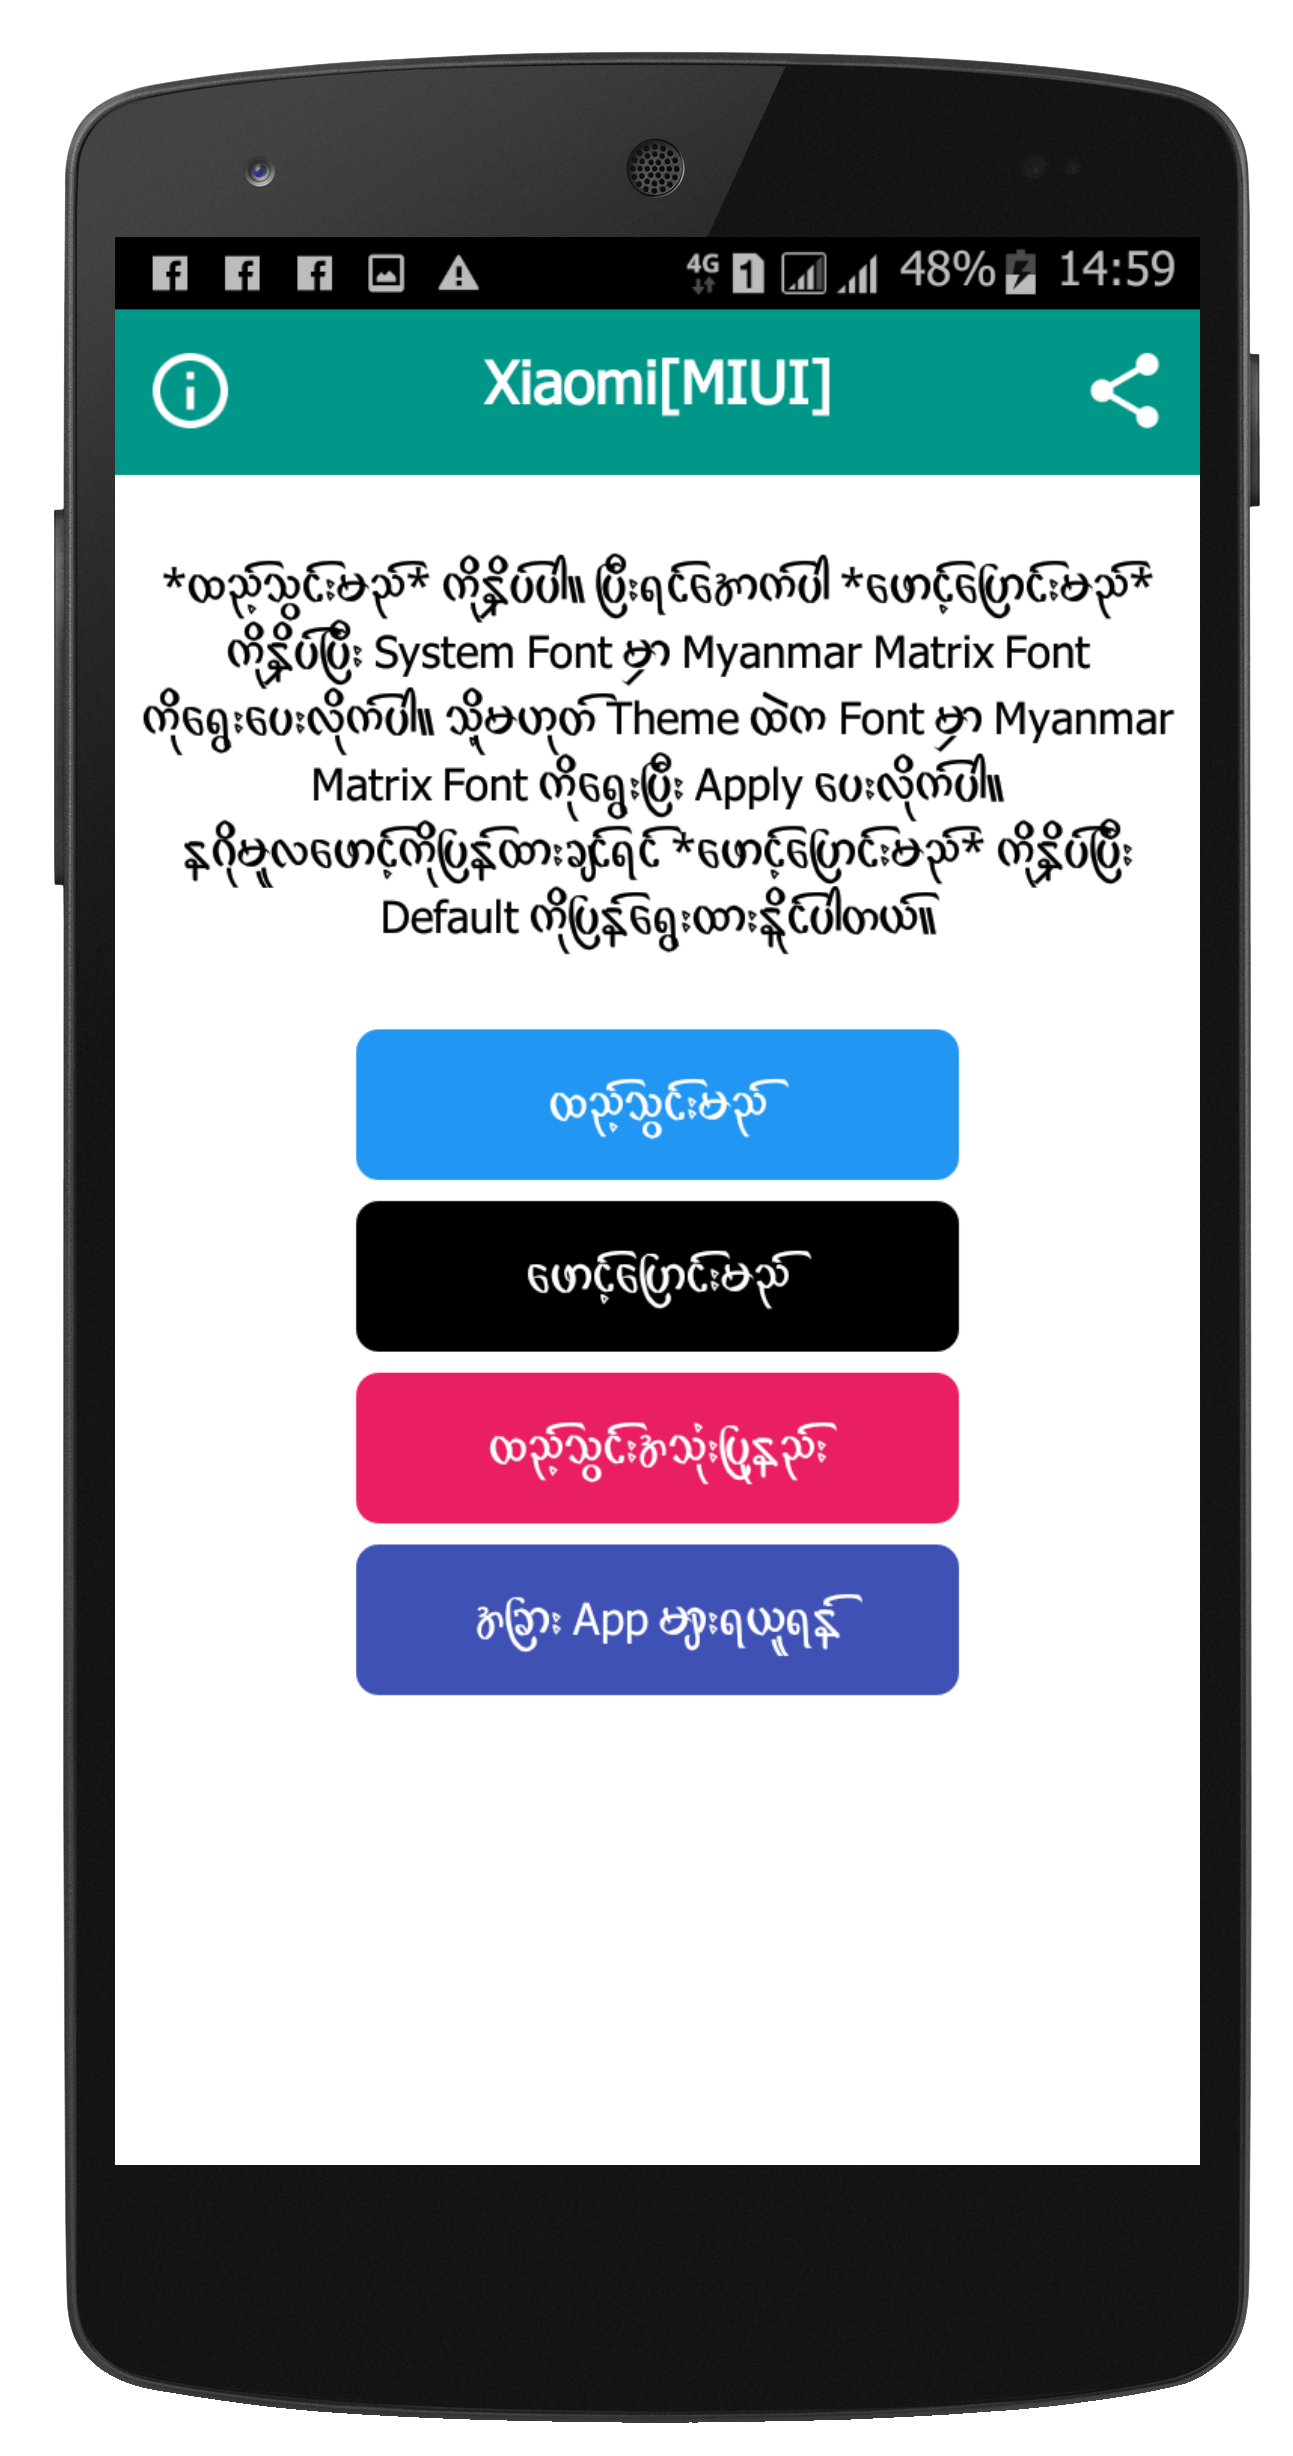 4G 1 48% 14:59
Xiaomi[MIUI]
*ထည့်သွင်းမည်* ကိုနှိပ်ပါ။ ပြီးရင်အောက်ပါ *ဖောင့်ပြောင်းမည်*
ကိုနှိပ်ပြီး System Font မှာ Myanmar Matrix Font
ကိုရွေးပေးလိုက်ပါ။ သို့မဟုတ် Theme ထဲက Font မှာ Myanmar
Matrix Font ကိုရွေးပြီး Apply ပေးလိုက်ပါ။
နဂိုမူလဖောင့်ကိုပြန်ထားချင်ရင် *ဖောင့်ပြောင်းမည်* ကိုနှိပ်ပြီး
Default ကိုပြန်ရွေးထားနိုင်ပါတယ်။
ထည့်သွင်းမည်
ဖောင့်ပြောင်းမည်
ထည့်သွင်းအသုံးပြုနည်း
အခြား App များရယူရန်